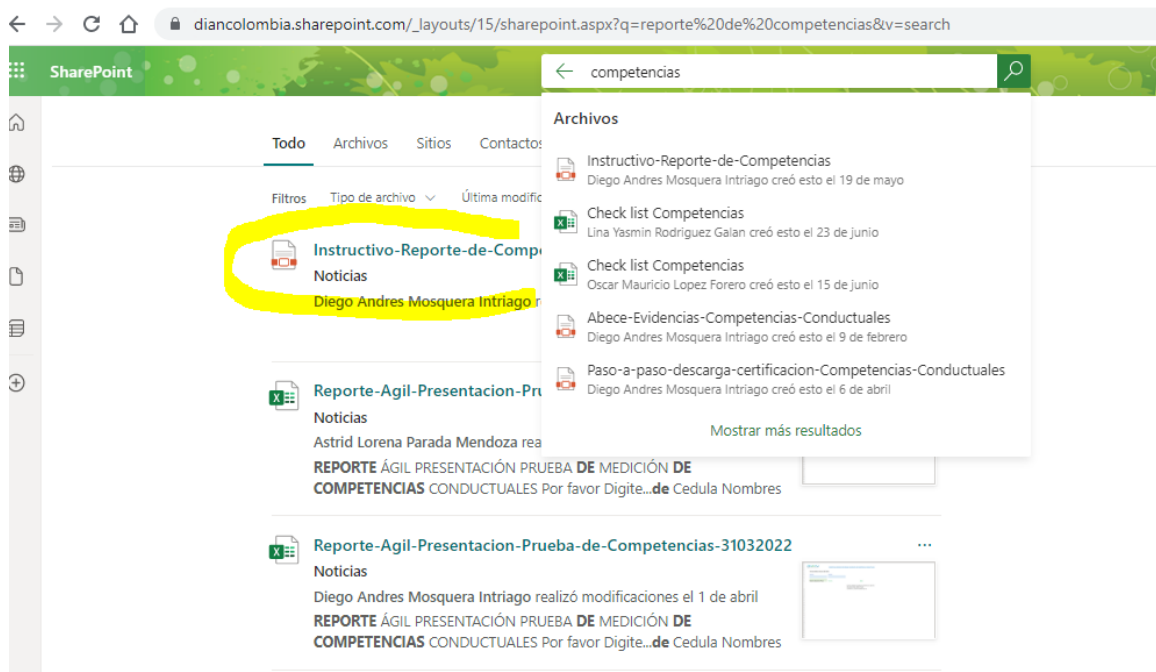 diancolombia.sharepoint.com/_layouts/15/sharepoint.aspx?q=reporte%20de%20competencias&v=search
SharePoint
competencias
Archivos
Instructivo-Reporte-de-Competencias
Diego Andres Mosquera Intriago creó esto el 19 de mayo
Check list Competencias
Lina Yasmin Rodriguez Galan creó esto el 23 de junio
Check list Competencias
Oscar Mauricio Lopez Forero creó esto el 15 de junio
Abece-Evidencias-Competencias-Conductuales
Diego Andres Mosquera Intriago creó esto el 9 de febrero
Paso-a-paso-descarga-certificacion-Competencias-Conductuales
Diego Andres Mosquera Intriago creó esto el 6 de abril
Mostrar más resultados
Todo Archivos Sitios Contactos
Filtros Tipo de archivo Última modific
Instructivo-Reporte-de-Compe
Noticias
Diego Andres Mosquera Intriago r
Reporte-Agil-Presentacion-Pru
Noticias
Astrid Lorena Parada Mendoza rea
REPORTE ÁGIL PRESENTACIÓN PRUEBA DE MEDICIÓN DE
COMPETENCIAS CONDUCTUALES Por favor Digite...de Cedula Nombres
Reporte-Agil-Presentacion-Prueba-de-Competencias-31032022
...
Noticias
Diego Andres Mosquera Intriago realizó modificaciones el 1 de abril
REPORTE ÁGIL PRESENTACIÓN PRUEBA DE MEDICIÓN DE
COMPETENCIAS CONDUCTUALES Por favor Digite...de Cedula Nombres